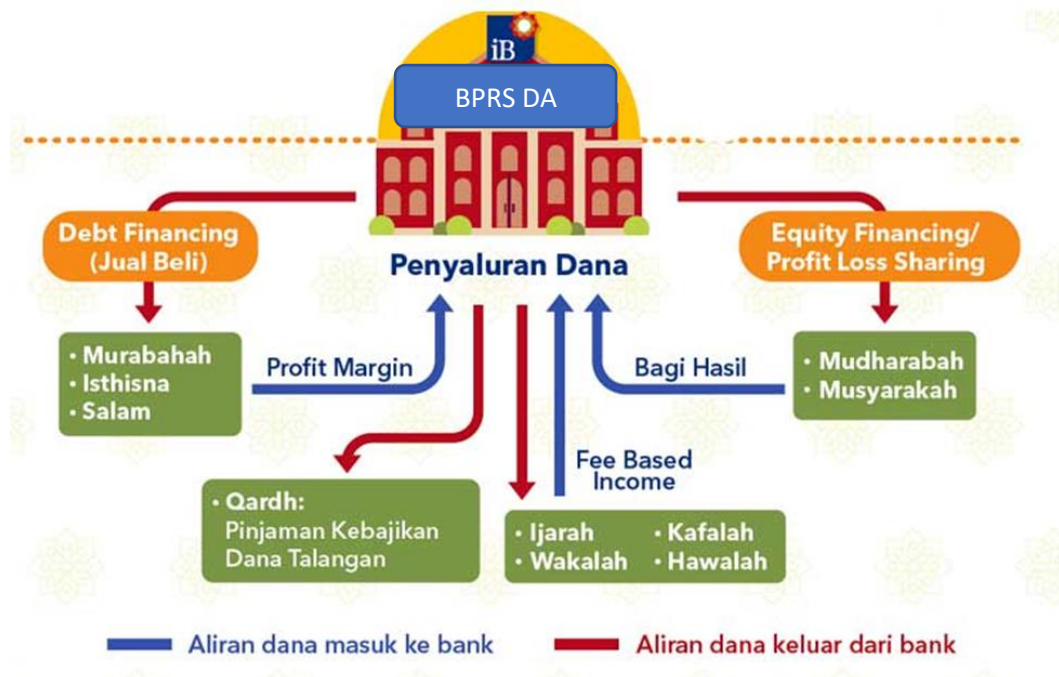 iB
BPRS DA
Debt Financing
(Jual Beli)
Equity Financing/
Profit Loss Sharing
Penyaluran Dana
• Murabahah
• Isthisna
• Salam
Profit Margin
Bagi Hasil
• Mudharabah
• Musyarakah
Fee Based
Income
• Qardh:
Pinjaman Kebajikan
Dana Talangan
• Ijarah • Kafalah
• Wakalah • Hawalah
Aliran dana masuk ke bank
Aliran dana keluar dari bank